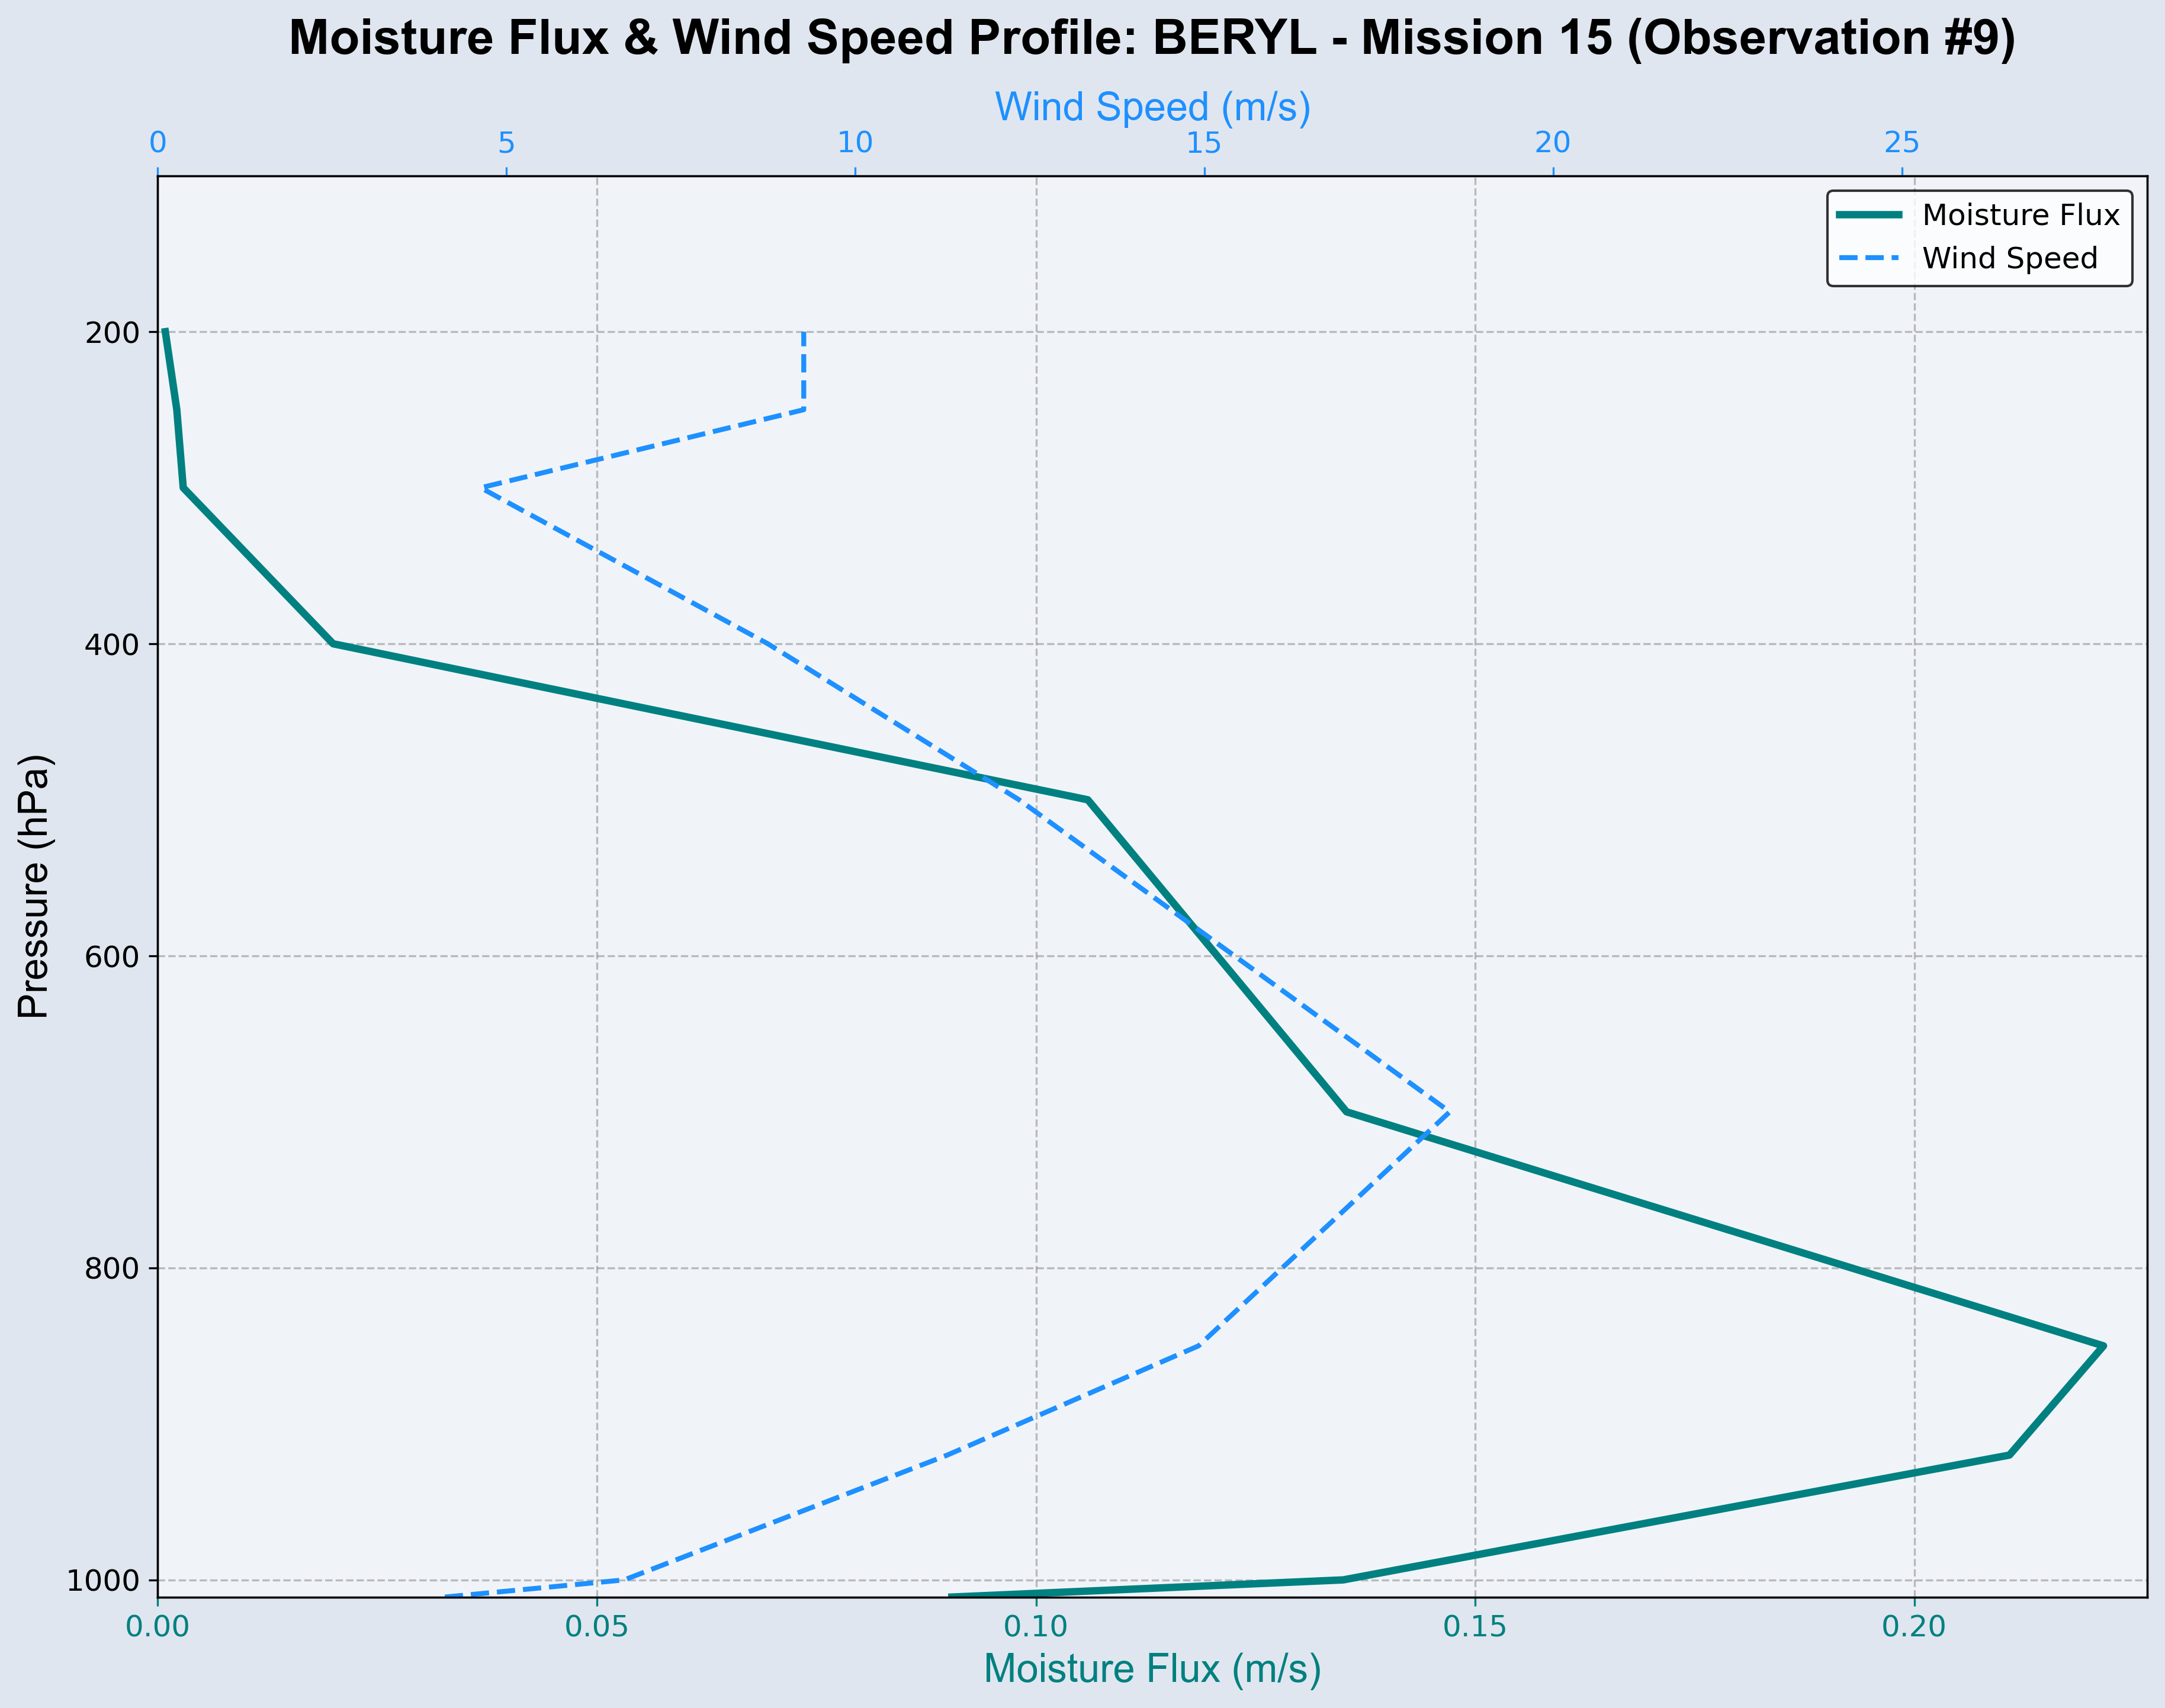 Moisture Flux & Wind Speed Profile: BERYL - Mission 15 (Observation #9)
Wind Speed (m/s)
0 5 10 15 20 25
Moisture Flux
Wind Speed
200
400
600
800
1000
Pressure (hPa)
0.00 0.05 0.10 0.15 0.20
Moisture Flux (m/s)